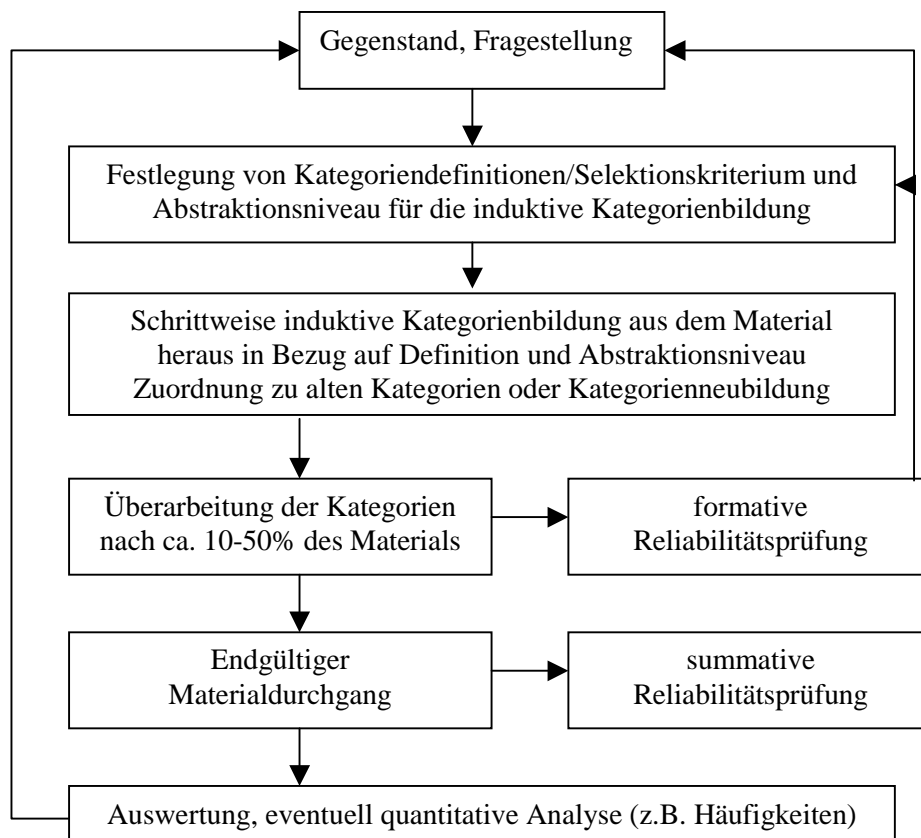 Gegenstand, Fragestellung
Festlegung von Kategoriendefinitionen/Selektionskriterium und
Abstraktionsniveau für die induktive Kategorienbildung
Schrittweise induktive Kategorienbildung aus dem Material
heraus in Bezug auf Definition und Abstraktionsniveau
Zuordnung zu alten Kategorien oder Kategorienneubildung
Überarbeitung der Kategorien
nach ca. 10-50% des Materials
formative
Reliabilitätsprüfung
Endgültiger
Materialdurchgang
summative
Reliabilitätsprüfung
Auswertung, eventuell quantitative Analyse (z.B. Häufigkeiten)